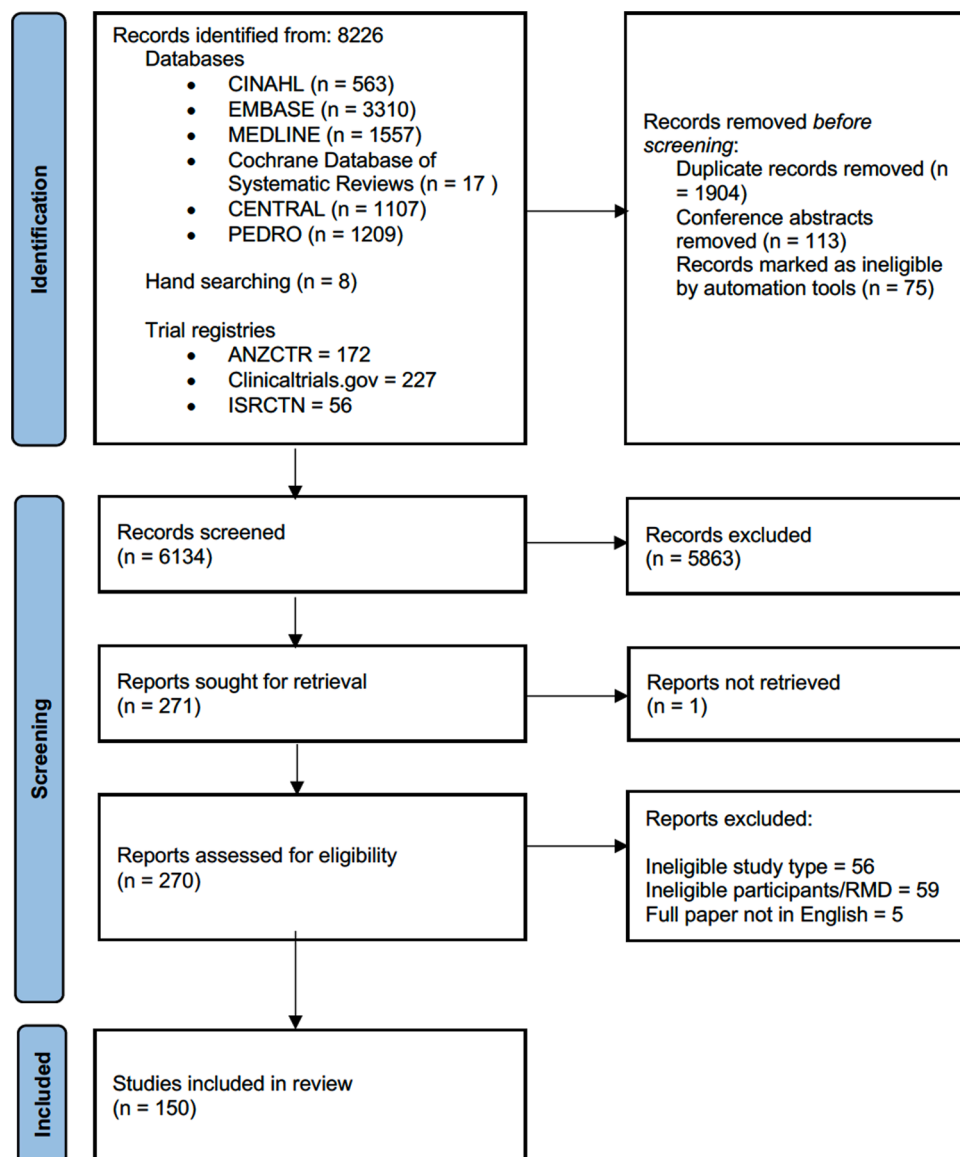 Identification
Records identified from: 8226
Databases
• CINAHL (n = 563)
• EMBASE (n = 3310)
• MEDLINE (n = 1557)
• Cochrane Database of
Systematic Reviews (n = 17 )
• CENTRAL (n = 1107)
• PEDRO (n = 1209)
Hand searching (n = 8)
Trial registries
• ANZCTR = 172
• Clinicaltrials.gov = 227
• ISRCTN = 56
Records removed before
screening:
Duplicate records removed (n
= 1904)
Conference abstracts
removed (n = 113)
Records marked as ineligible
by automation tools (n = 75)
Screening
Records screened
(n = 6134)
Records excluded
(n = 5863)
Reports sought for retrieval
(n = 271)
Reports not retrieved
(n = 1)
Reports assessed for eligibility
(n = 270)
Reports excluded:
Ineligible study type = 56
Ineligible participants/RMD = 59
Full paper not in English = 5
Included
Studies included in review
(n = 150)